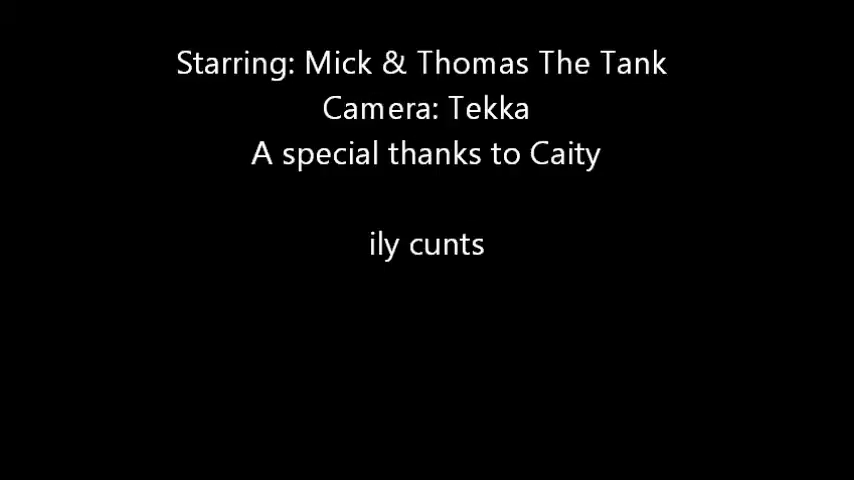 Starring: Mick & Thomas The Tank
Camera: Tekka
A special thanks to Caity
ily cunts